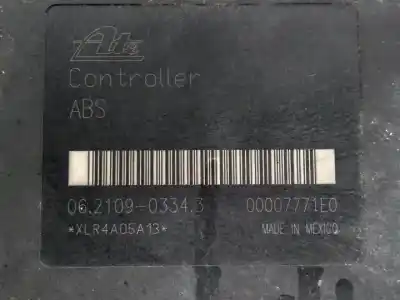 Ate
Controller
ABS
06.2109-0334.3 00007771E0
*XLR4A05A13*
MADE IN MEXICO